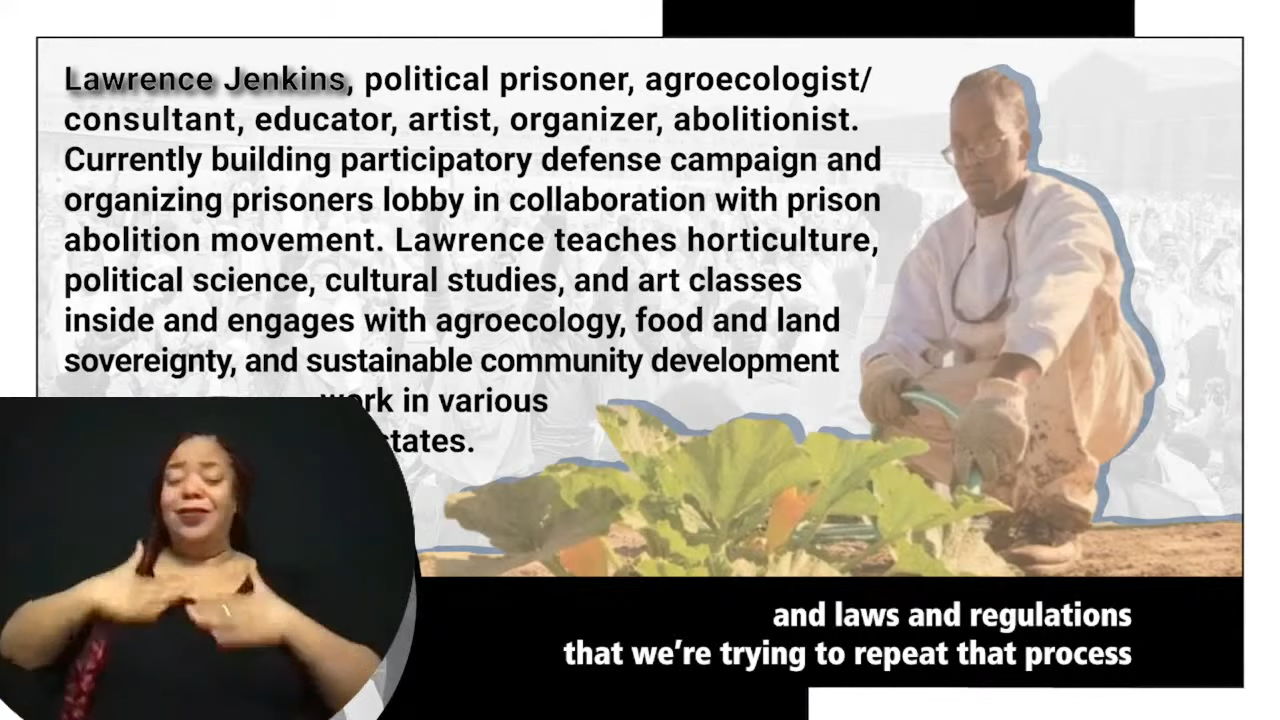 Lawrence Jenkins, political prisoner, agroecologist/
consultant, educator, artist, organizer, abolitionist.
Currently building participatory defense campaign and
organizing prisoners lobby in collaboration with prison
abolition movement. Lawrence teaches horticulture,
political science, cultural studies, and art classes
inside and engages with agroecology, food and land
sovereignty, and sustainable community development
work in various
states.
and laws and regulations
that we're trying to repeat that process